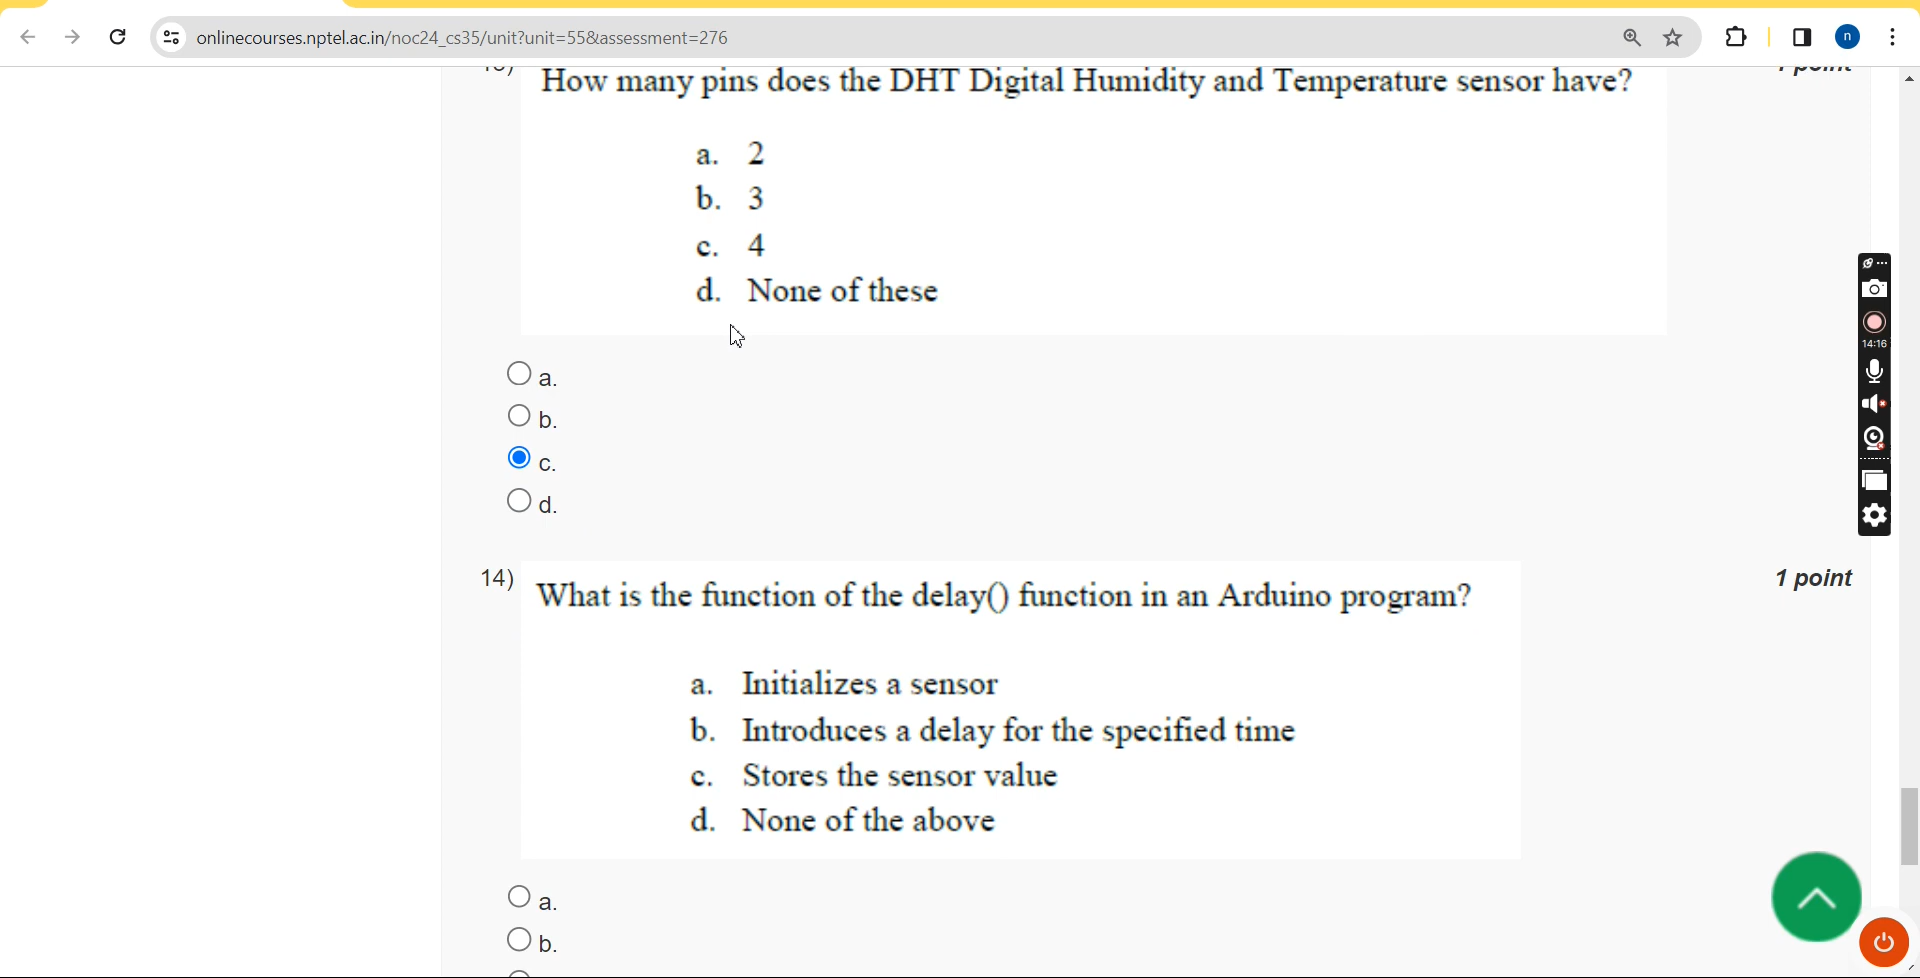 onlinecourses.nptel.ac.in/noc24_cs35/unit?unit=55&assessment=276
n
How many pins does the DHT Digital Humidity and Temperature sensor have?
a. 2
b. 3
c. 4
d. None of these
a.
b.
c.
d.
14:16
14)
1 point
What is the function of the delay() function in an Arduino program?
a. Initializes a sensor
b. Introduces a delay for the specified time
c. Stores the sensor value
d. None of the above
a.
b.